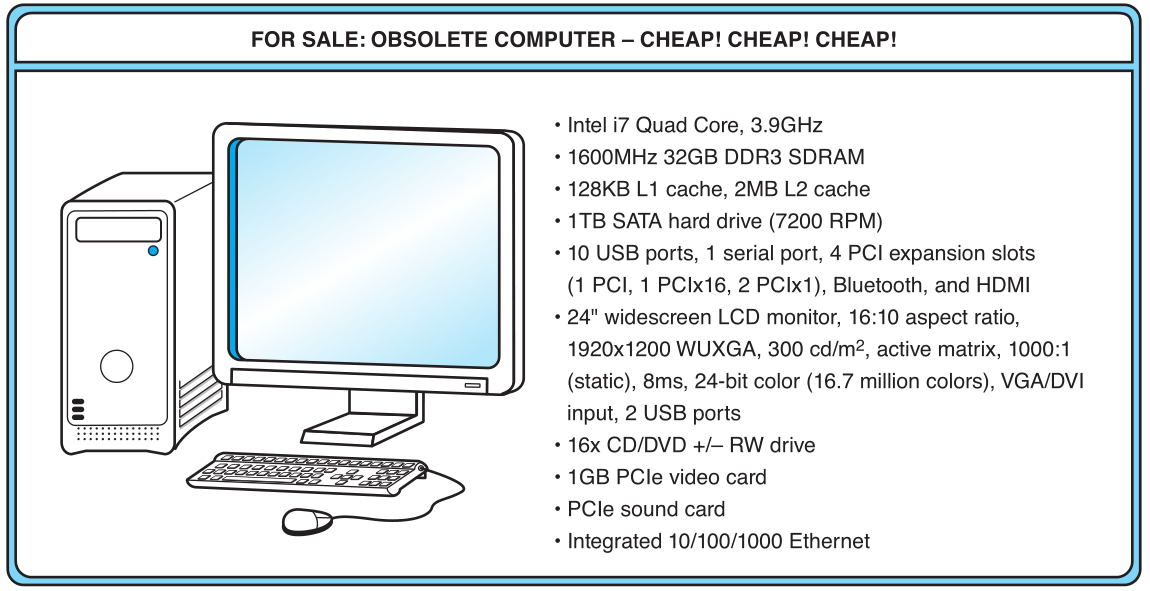 FOR SALE: OBSOLETE COMPUTER – CHEAP! CHEAP! CHEAP!
• Intel i7 Quad Core, 3.9GHz
• 1600MHz 32GB DDR3 SDRAM
• 128KB L1 cache, 2MB L2 cache
• 1TB SATA hard drive (7200 RPM)
• 10 USB ports, 1 serial port, 4 PCI expansion slots
(1 PCI, 1 PCIx16, 2 PCIx1), Bluetooth, and HDMI
• 24" widescreen LCD monitor, 16:10 aspect ratio,
1920x1200 WUXGA, 300 cd/m², active matrix, 1000:1
(static), 8ms, 24-bit color (16.7 million colors), VGA/DVI
input, 2 USB ports
• 16x CD/DVD +/– RW drive
• 1GB PCIe video card
• PCIe sound card
• Integrated 10/100/1000 Ethernet